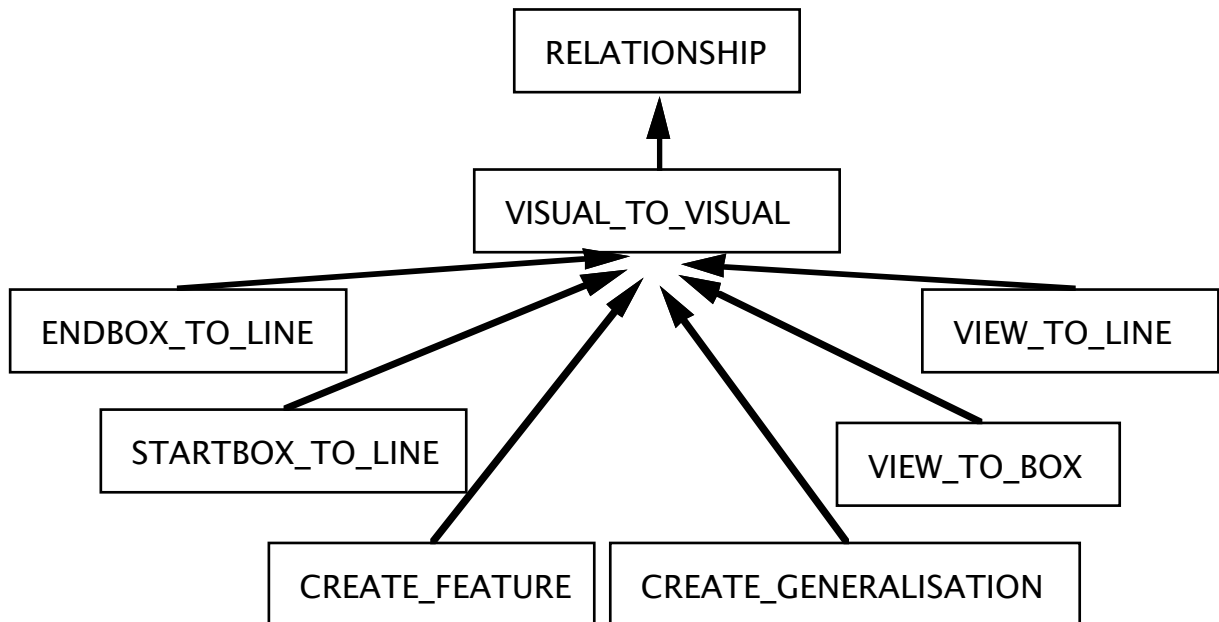 RELATIONSHIP
VISUAL_TO_VISUAL
ENDBOX_TO_LINE
VIEW_TO_LINE
STARTBOX_TO_LINE
VIEW_TO_BOX
CREATE_FEATURE
CREATE_GENERALISATION